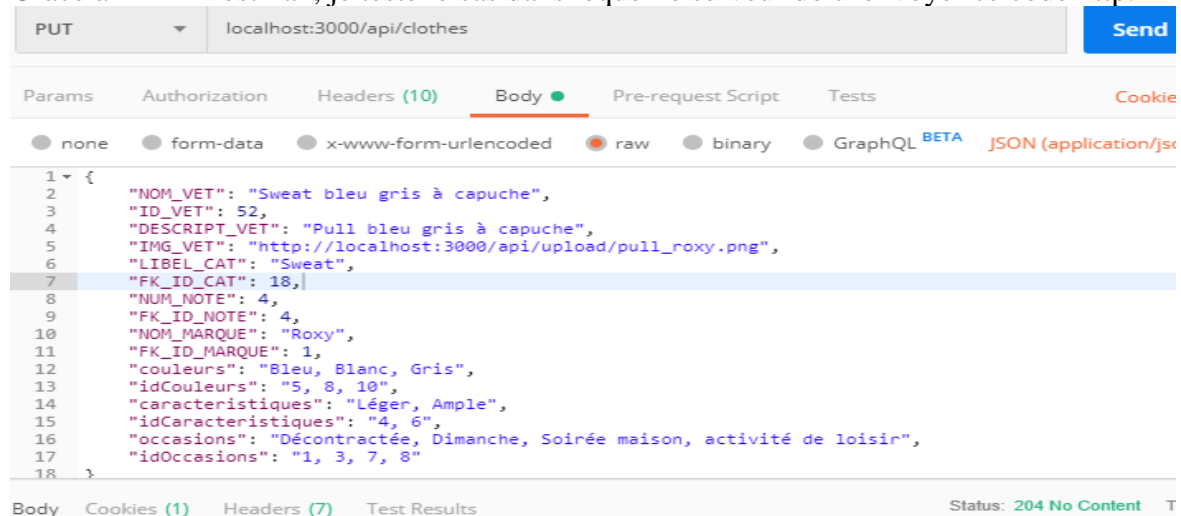 PUT localhost:3000/api/clothes Send
Params Authorization Headers (10) Body Pre-request Script Tests Cookie
none form-data x-www-form-urlencoded raw binary GraphQL BETA JSON (application/jso
1 {
2 "NOM_VET": "Sweat bleu gris à capuche",
3 "ID_VET": 52,
4 "DESCRIPT_VET": "Pull bleu gris à capuche",
5 "IMG_VET": "http://localhost:3000/api/upload/pull_roxy.png",
6 "LIBEL_CAT": "Sweat",
7 "FK_ID_CAT": 18,
8 "NUM_NOTE": 4,
9 "FK_ID_NOTE": 4,
10 "NOM_MARQUE": "Roxy",
11 "FK_ID_MARQUE": 1,
12 "couleurs": "Bleu, Blanc, Gris",
13 "idCouleurs": "5, 8, 10",
14 "caracteristiques": "Léger, Ample",
15 "idCaracteristiques": "4, 6",
16 "occasions": "Décontractée, Dimanche, Soirée maison, activité de loisir",
17 "idOccasions": "1, 3, 7, 8"
18 }
Body Cookies (1) Headers (7) Test Results Status: 204 No Content T